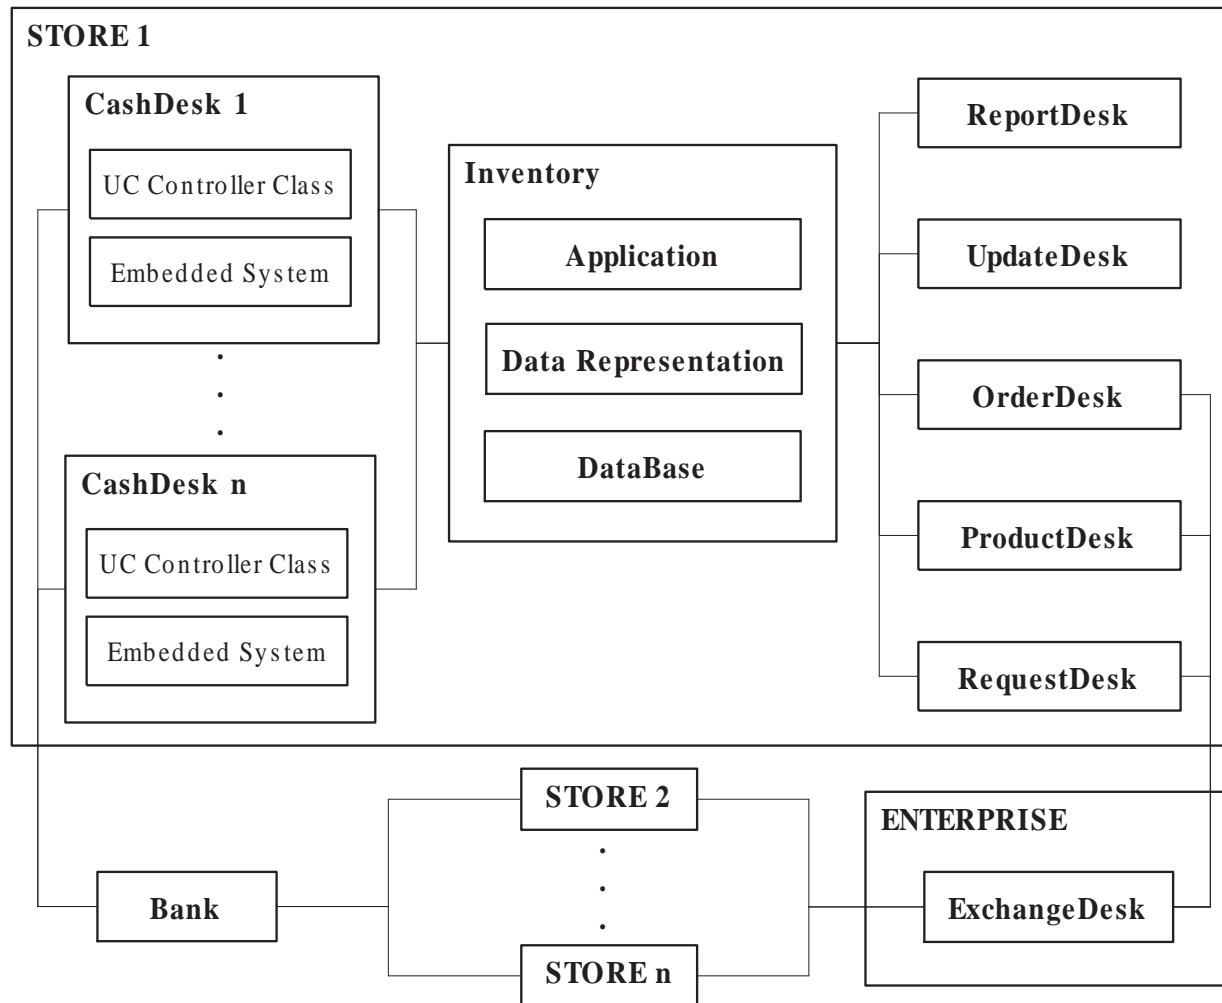 STORE 1
CashDesk 1
UC Controller Class
Embedded System
CashDesk n
UC Controller Class
Embedded System
Inventory
Application
Data Representation
DataBase
ReportDesk
UpdateDesk
OrderDesk
ProductDesk
RequestDesk
Bank
STORE 2
STORE n
ENTERPRISE
ExchangeDesk